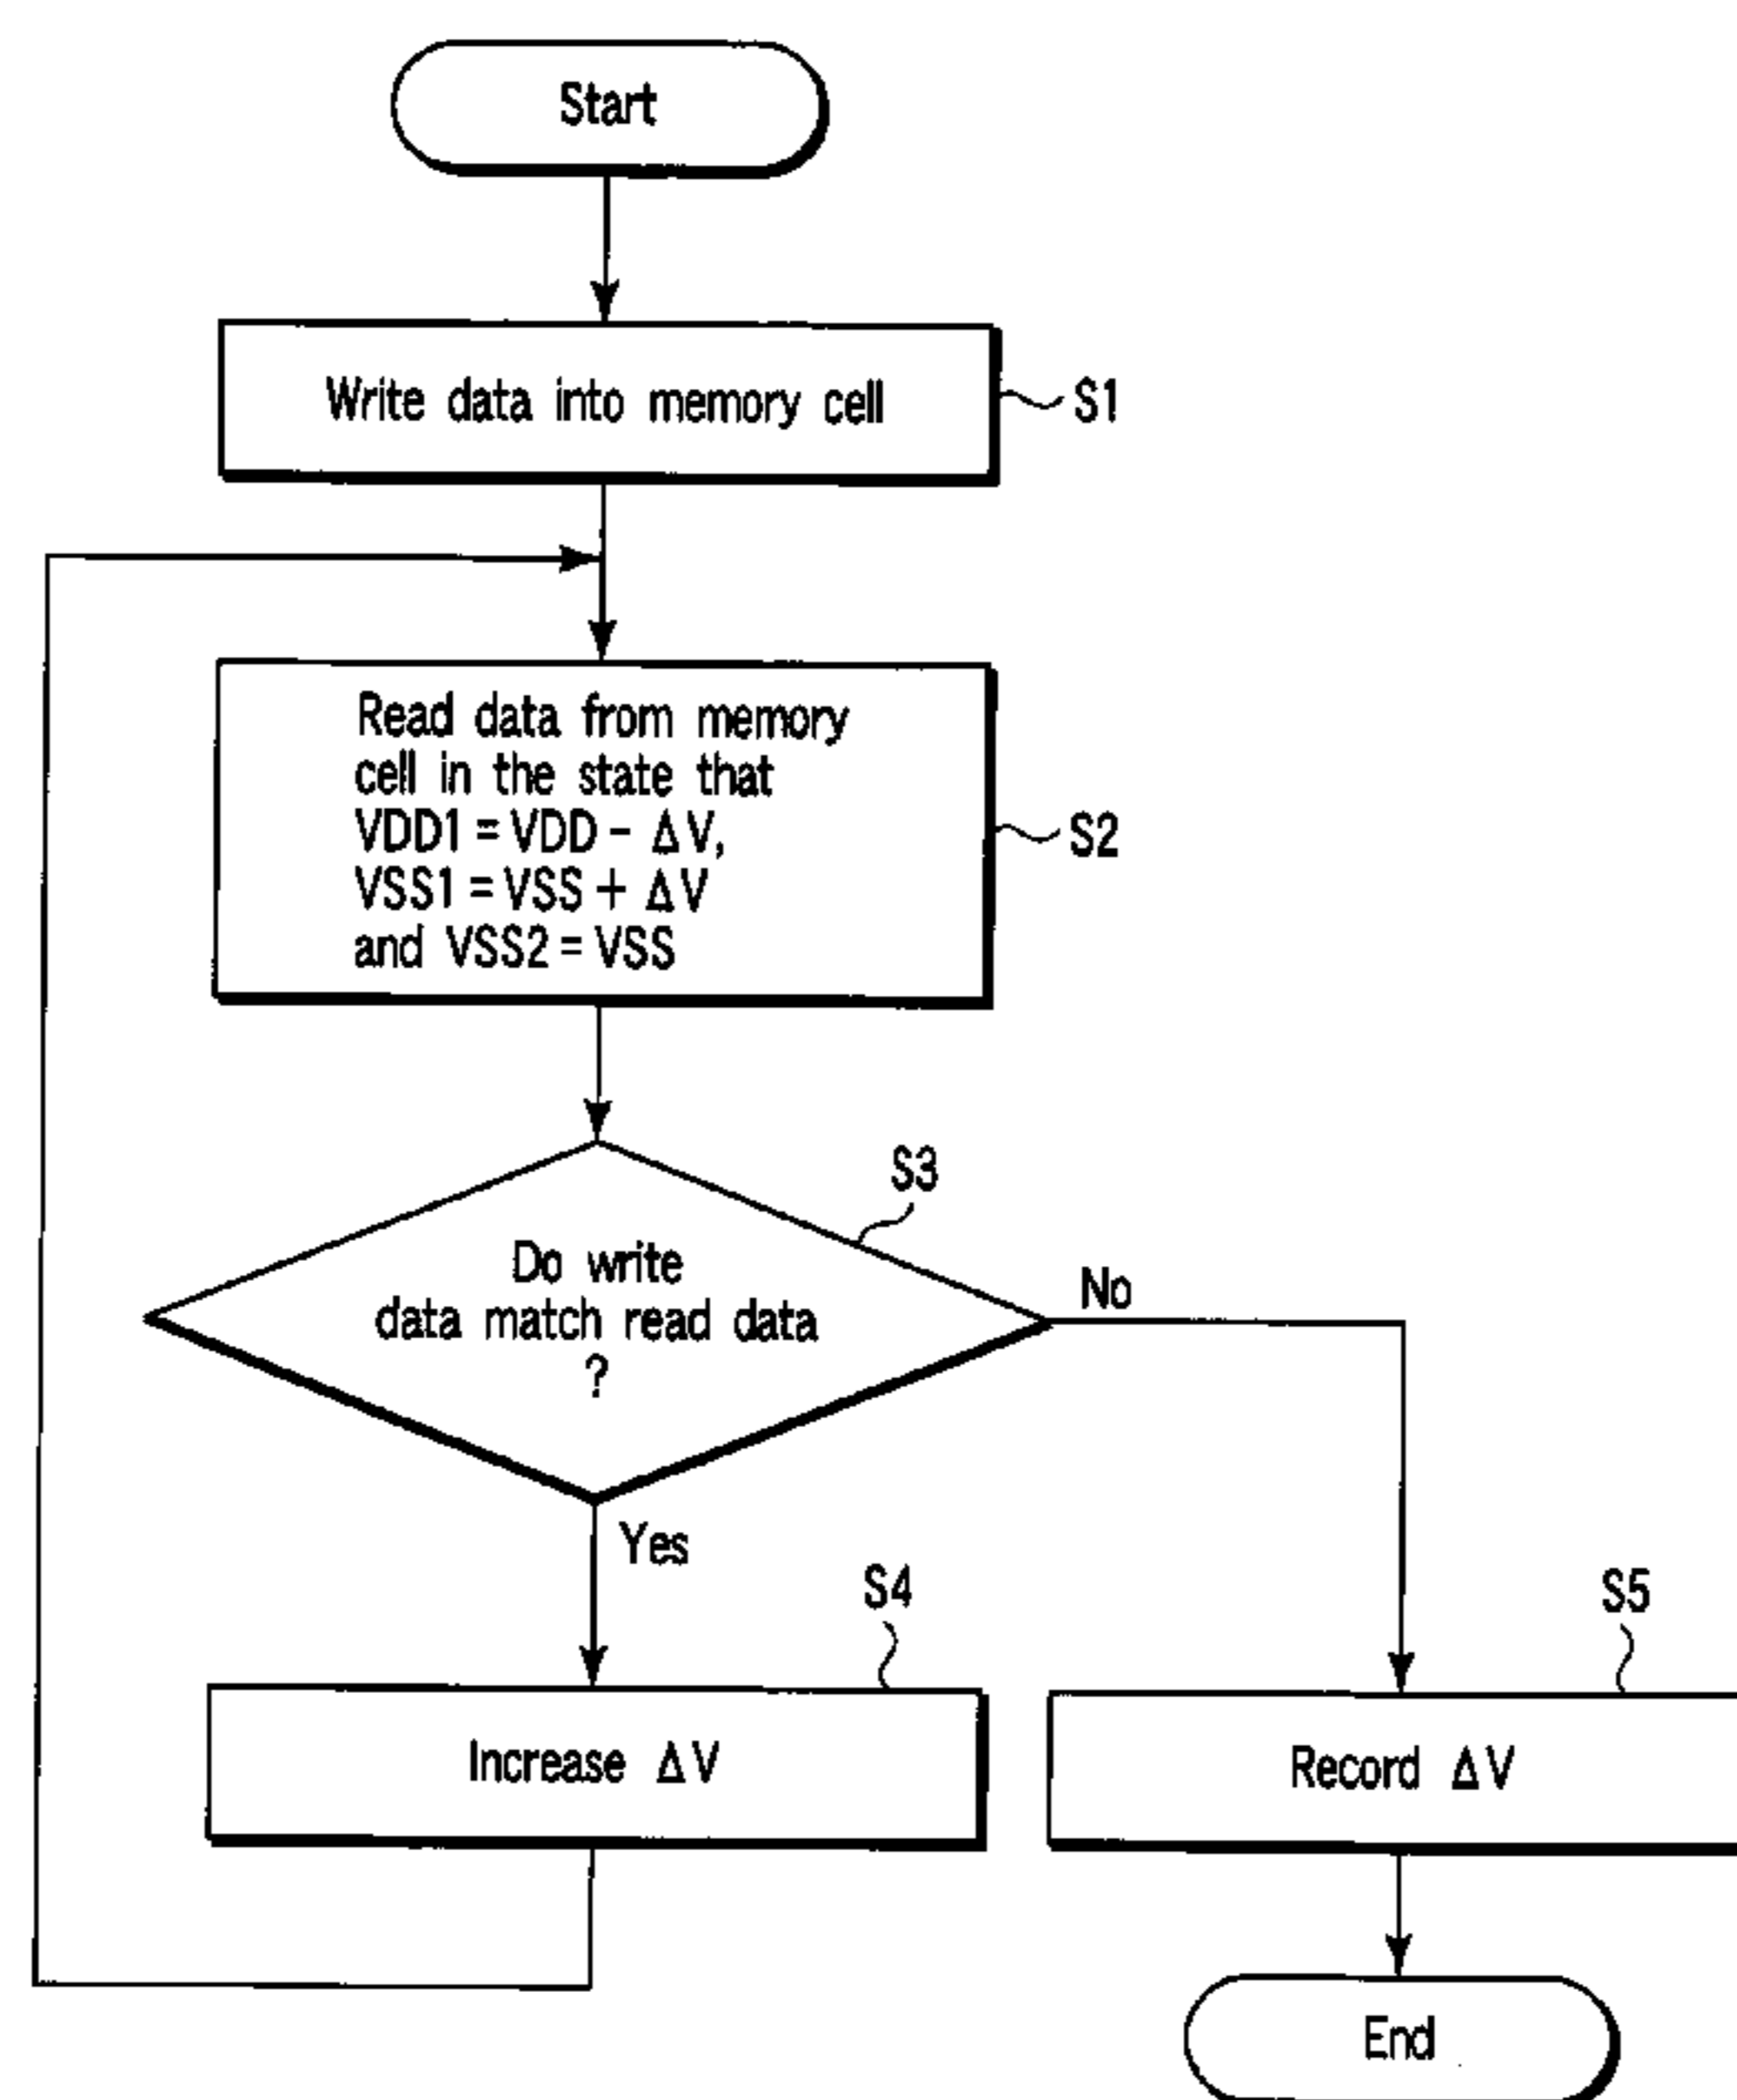 Start
Write data into memory cell
S1
Read data from memory
cell in the state that
VDD1 = VDD - ΔV,
VSS1 = VSS + ΔV
and VSS2 = VSS
S2
S3
Do write
data match read data
?
No
Yes
S4
S5
Increase ΔV
Record ΔV
End